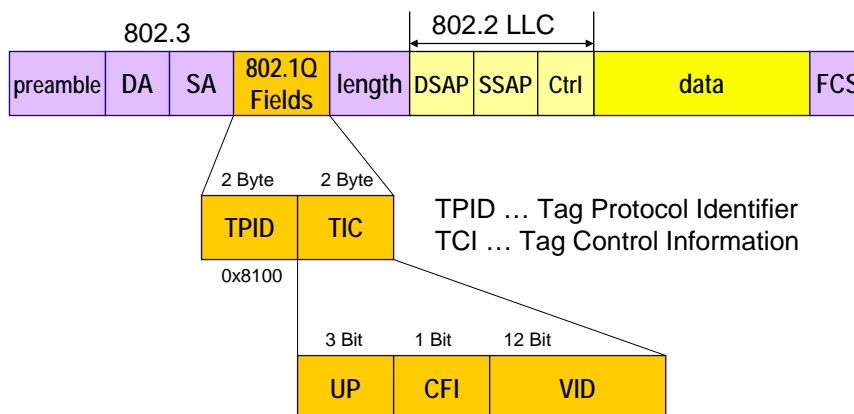 802.3
802.2 LLC
preamble DA SA 802.1Q Fields length DSAP SSAP Ctrl data FCS
2 Byte 2 Byte
TPID TIC
TPID … Tag Protocol Identifier
TCI … Tag Control Information
0x8100
3 Bit 1 Bit 12 Bit
UP CFI VID